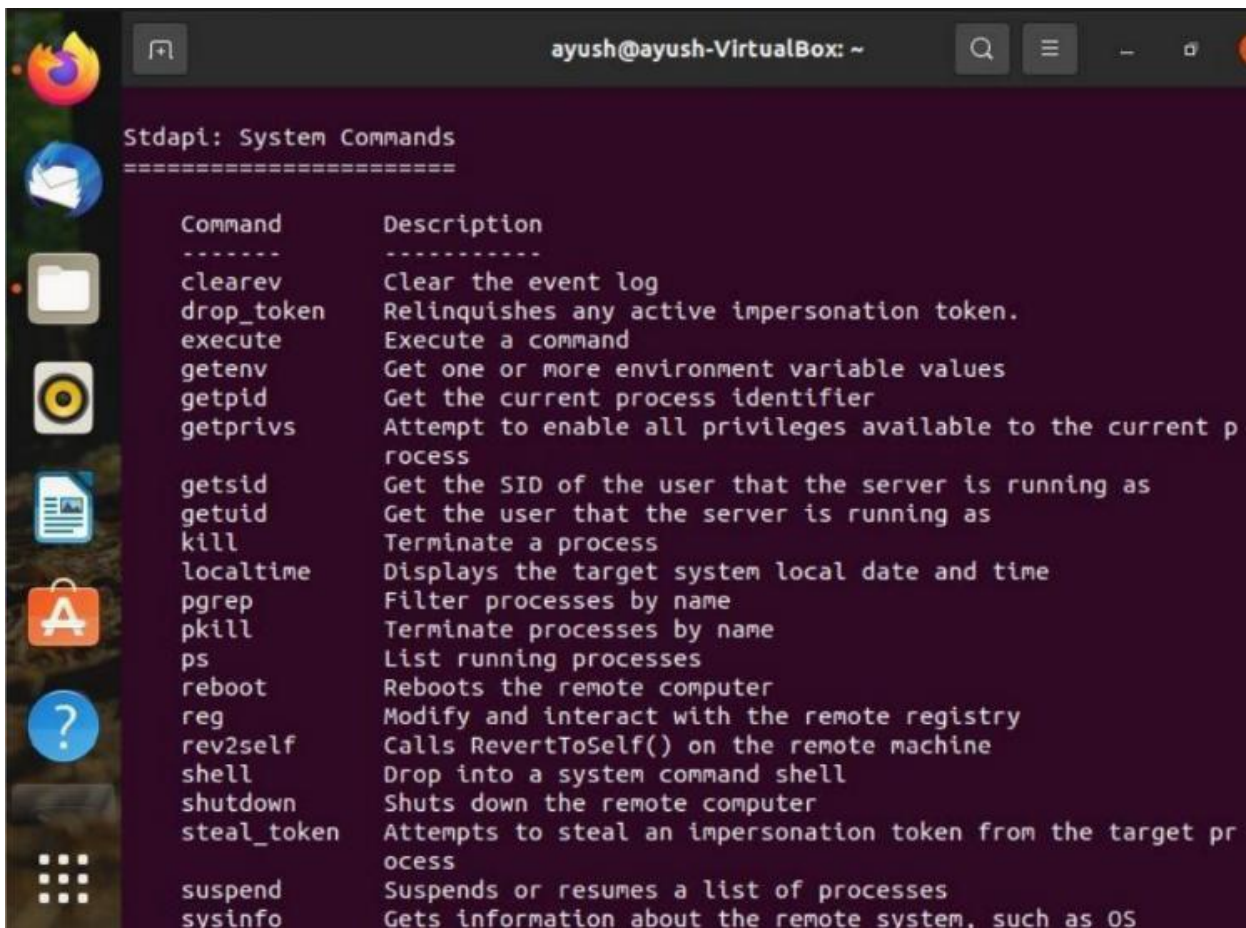 ayush@ayush-VirtualBox: ~
Stdapi: System Commands
=======================
Command       Description
-------       -----------
clearev       Clear the event log
drop_token    Relinquishes any active impersonation token.
execute       Execute a command
getenv        Get one or more environment variable values
getpid        Get the current process identifier
getprivs      Attempt to enable all privileges available to the current p
rocess
getsid        Get the SID of the user that the server is running as
getuid        Get the user that the server is running as
kill          Terminate a process
localtime     Displays the target system local date and time
pgrep         Filter processes by name
pkill         Terminate processes by name
ps            List running processes
reboot        Reboots the remote computer
reg           Modify and interact with the remote registry
rev2self      Calls RevertToSelf() on the remote machine
shell         Drop into a system command shell
shutdown      Shuts down the remote computer
steal_token   Attempts to steal an impersonation token from the target pr
ocess
suspend       Suspends or resumes a list of processes
sysinfo       Gets information about the remote system, such as OS